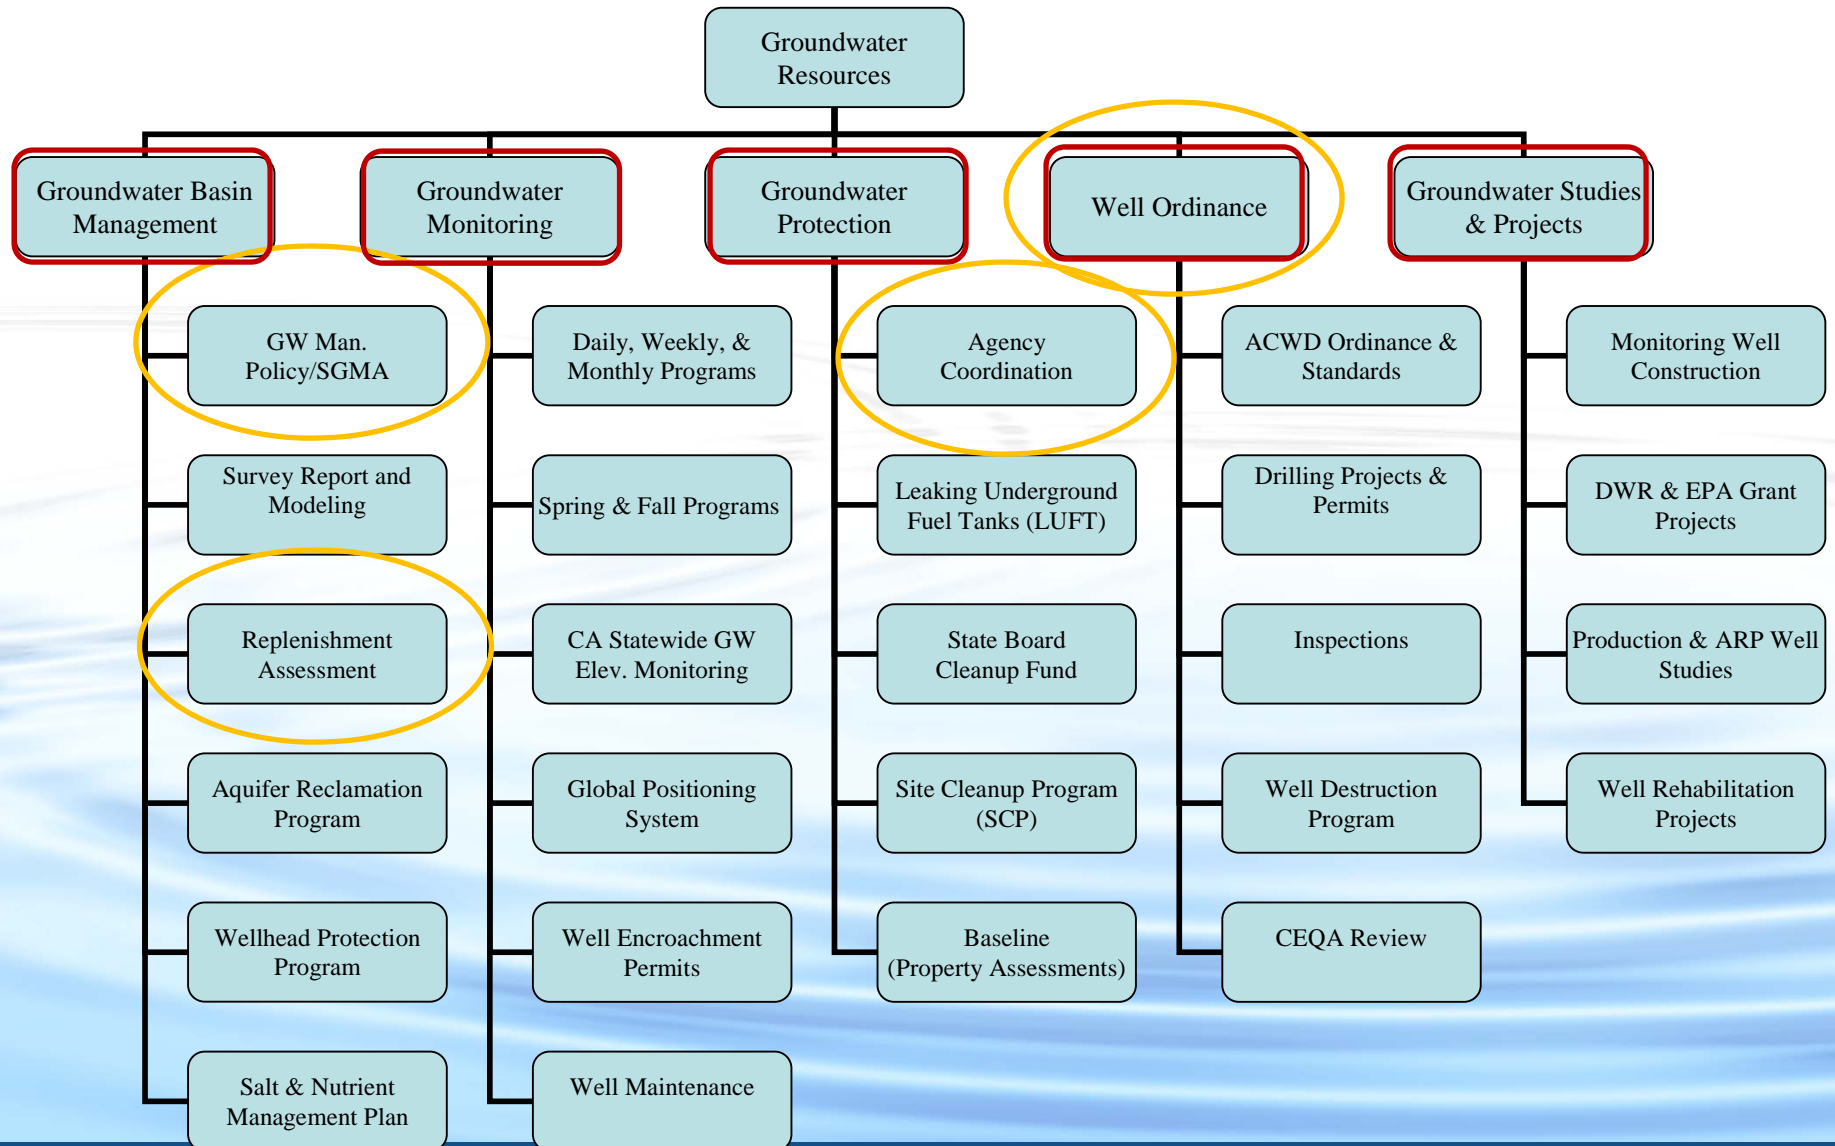 Groundwater
Resources
Groundwater Basin
Management
Groundwater
Monitoring
Groundwater
Protection
Well Ordinance
Groundwater Studies
& Projects
GW Man.
Policy/SGMA
Survey Report and
Modeling
Replenishment
Assessment
Aquifer Reclamation
Program
Wellhead Protection
Program
Salt & Nutrient
Management Plan
Daily, Weekly, &
Monthly Programs
Spring & Fall Programs
CA Statewide GW
Elev. Monitoring
Global Positioning
System
Well Encroachment
Permits
Well Maintenance
Agency
Coordination
Leaking Underground
Fuel Tanks (LUFT)
State Board
Cleanup Fund
Site Cleanup Program
(SCP)
Baseline
(Property Assessments)
ACWD Ordinance &
Standards
Drilling Projects &
Permits
Inspections
Well Destruction
Program
CEQA Review
Monitoring Well
Construction
DWR & EPA Grant
Projects
Production & ARP Well
Studies
Well Rehabilitation
Projects